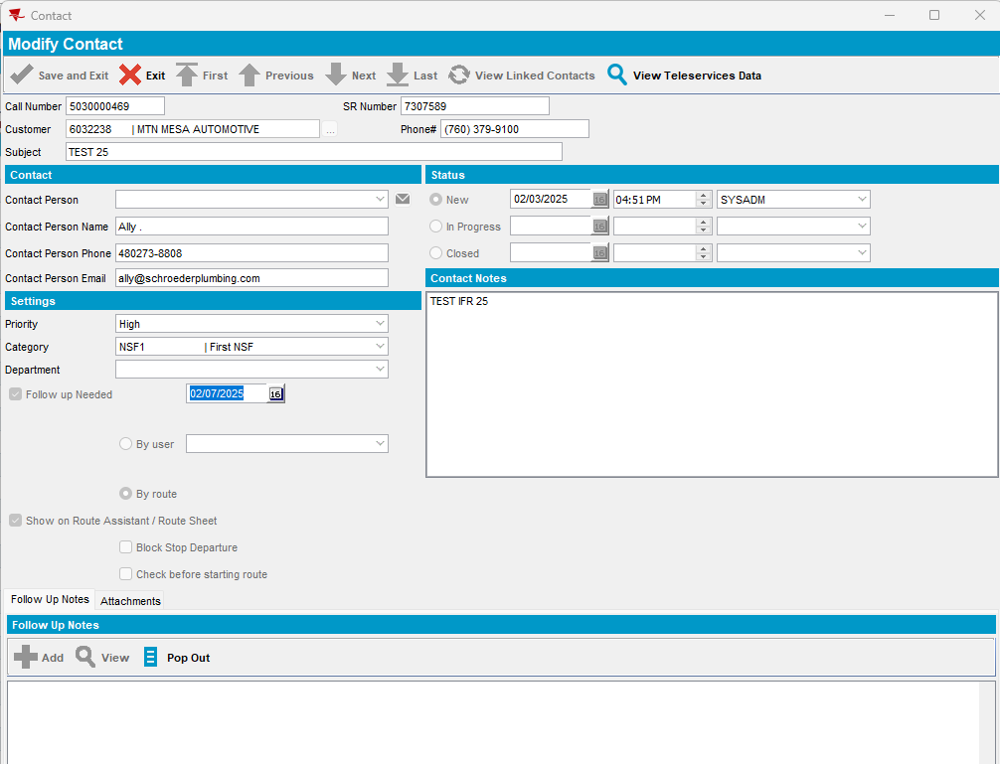 Contact
Modify Contact
Save and Exit Exit First Previous Next Last View Linked Contacts View Teleservices Data
Call Number 5030000469 SR Number 7307589
Customer 6032238 | MTN MESA AUTOMOTIVE ... Phone# (760) 379-9100
Subject TEST 25
Contact
Contact Person
Contact Person Name Ally .
Contact Person Phone 480273-8808
Contact Person Email ally@schroederplumbing.com
Settings
Priority High
Category NSF1 | First NSF
Department
Follow up Needed 02/07/2025 16
By user
By route
Show on Route Assistant / Route Sheet
Block Stop Departure
Check before starting route
Status
New 02/03/2025 16 04:51 PM SYSADM
In Progress 16
Closed 16
Contact Notes
TEST IFR 25
Follow Up Notes Attachments
Follow Up Notes
Add View Pop Out